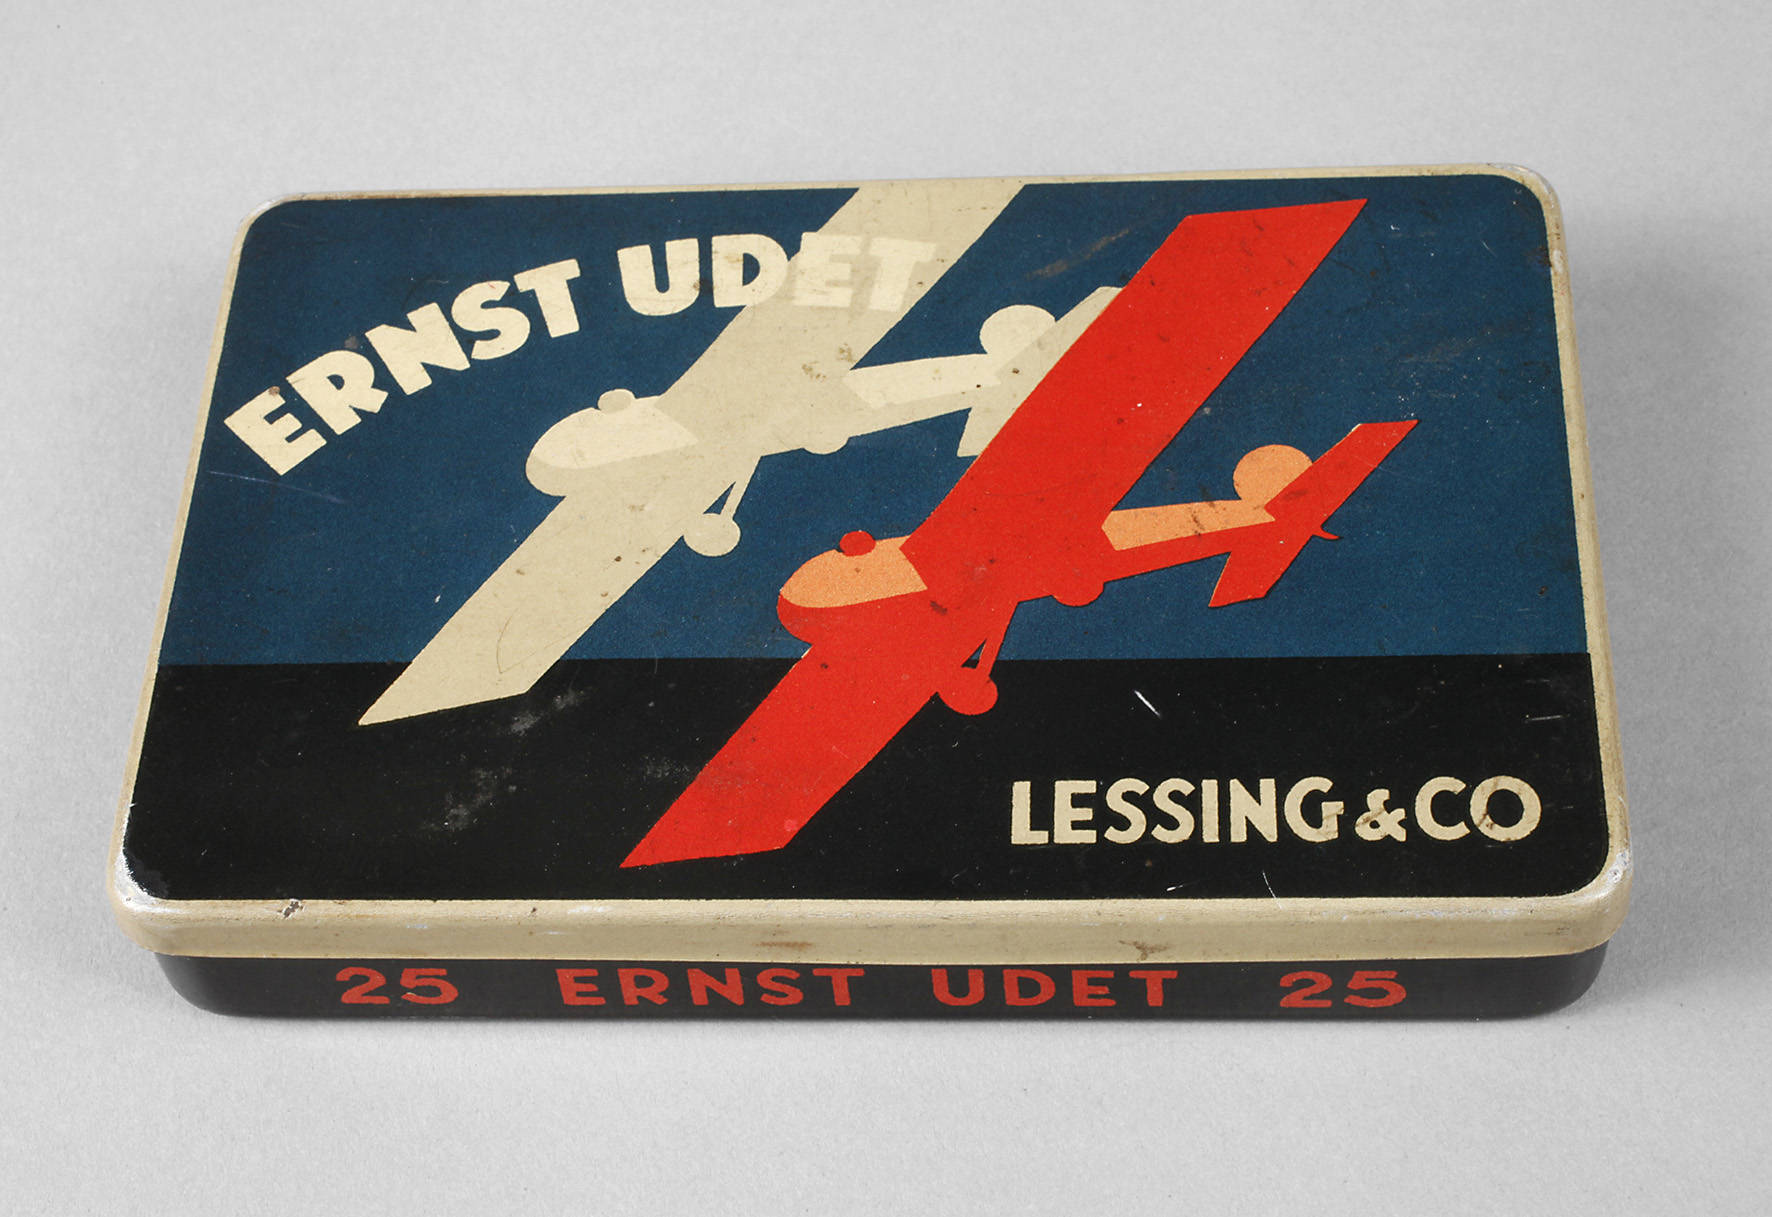 ERNST UDET
LESSING & CO
25 ERNST UDET 25